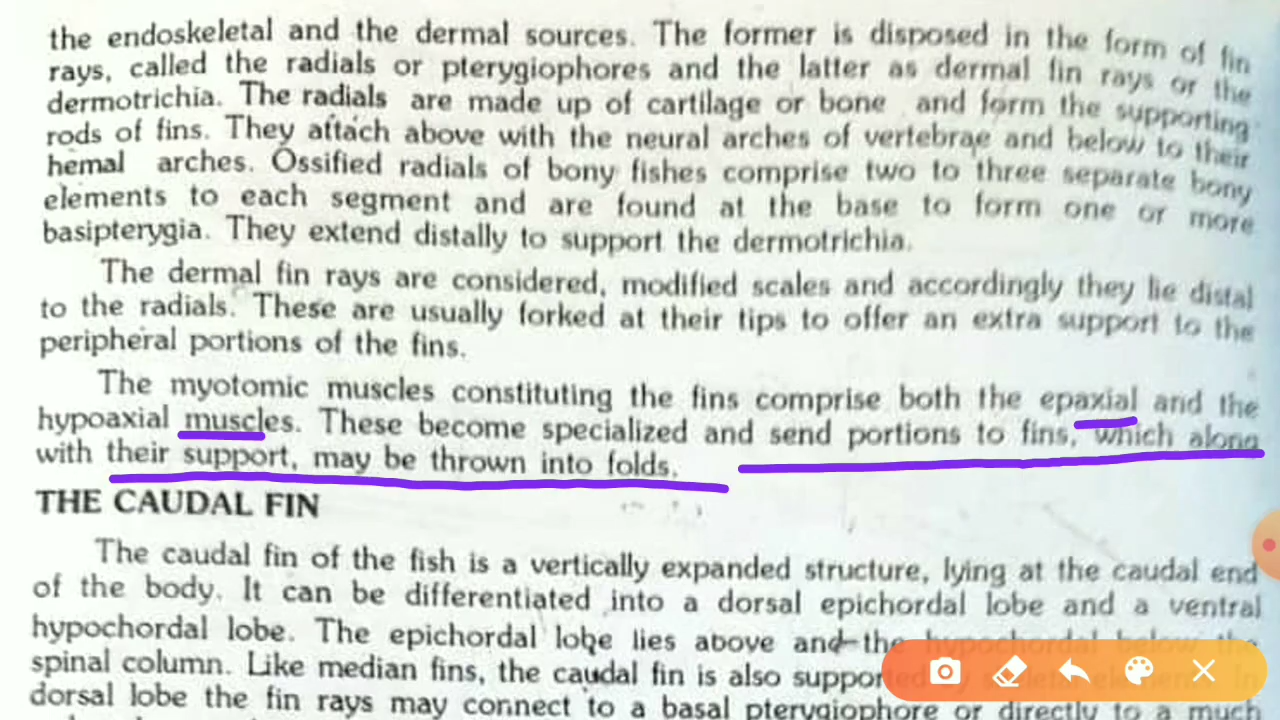 the endoskeletal and the dermal sources. The former is disposed in the form of fin
rays, called the radials or pterygiophores and the latter as dermal fin rays or the
dermotrichia. The radials are made up of cartilage or bone and form the supporting
rods of fins. They attach above with the neural arches of vertebrae and below to their
hemal arches. Ossified radials of bony fishes comprise two to three separate bony
elements to each segment and are found at the base to form one or more
basipterygia. They extend distally to support the dermotrichia.
The dermal fin rays are considered, modified scales and accordingly they lie distal
to the radials. These are usually forked at their tips to offer an extra support to the
peripheral portions of the fins.
The myotomic muscles constituting the fins comprise both the epaxial and the
hypoaxial muscles. These become specialized and send portions to fins, which along
with their support, may be thrown into folds.
THE CAUDAL FIN
The caudal fin of the fish is a vertically expanded structure, lying at the caudal end
of the body. It can be differentiated into a dorsal epichordal lobe and a ventral
hypochordal lobe. The epichordal lobe lies above and the hypochordal below the
spinal column. Like median fins, the caudal fin is also supported by skeletal elements. In
dorsal lobe the fin rays may connect to a basal pterygiophore or directly to a much